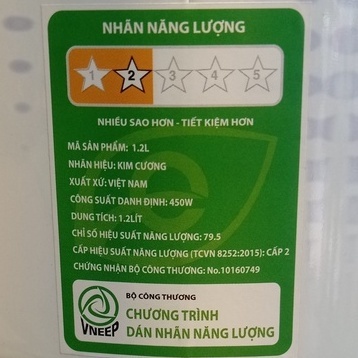 NHÃN NĂNG LƯỢNG
1 2 3 4 5
NHIỀU SAO HƠN - TIẾT KIỆM HƠN
MÃ SẢN PHẨM: 1.2L
NHÃN HIỆU: KIM CƯƠNG
XUẤT XỨ: VIỆT NAM
CÔNG SUẤT DANH ĐỊNH: 450W
DUNG TÍCH: 1.2LÍT
CHỈ SỐ HIỆU SUẤT NĂNG LƯỢNG: 79.5
CẤP HIỆU SUẤT NĂNG LƯỢNG (TCVN 8252:2015): CẤP 2
CHỨNG NHẬN BỘ CÔNG THƯƠNG: No.10160749
BỘ CÔNG THƯƠNG
CHƯƠNG TRÌNH
DÁN NHÃN NĂNG LƯỢNG
VNEEP